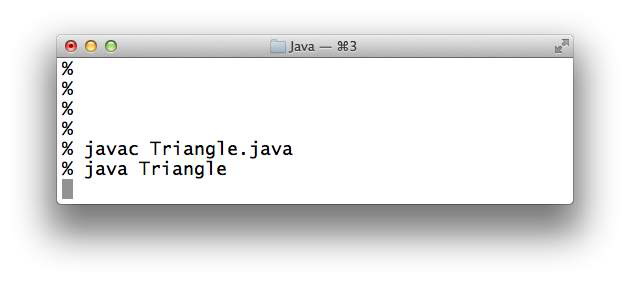 Java — ⌘3
%
%
%
%
% javac Triangle.java
% java Triangle